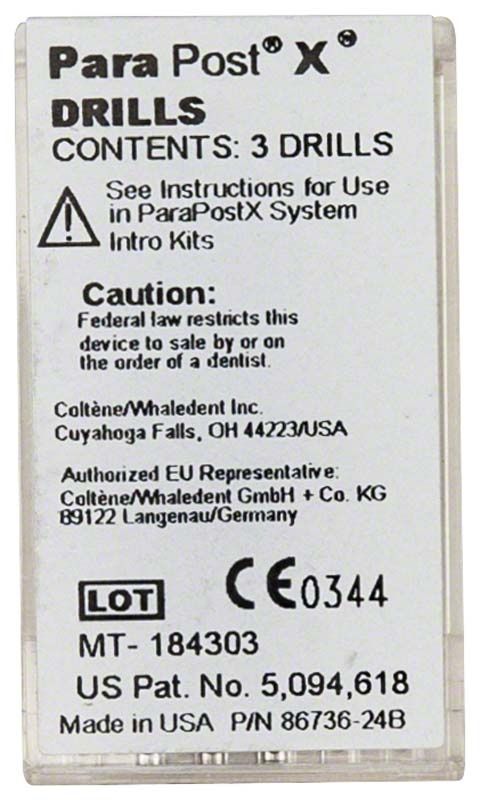 Para Post® X®
DRILLS
CONTENTS: 3 DRILLS
See Instructions for Use
in ParaPostX System
Intro Kits
Caution:
Federal law restricts this
device to sale by or on
the order of a dentist.
Coltène/Whaledent Inc.
Cuyahoga Falls, OH 44223/USA
Authorized EU Representative:
Coltène/Whaledent GmbH + Co. KG
89122 Langenau/Germany
LOT CE0344
MT- 184303
US Pat. No. 5,094,618
Made in USA P/N 86736-24B